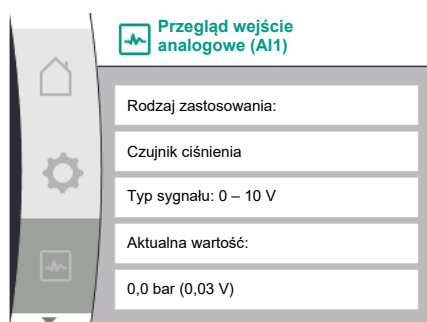 Przegląd wejście
analogowe (AI1)
Rodzaj zastosowania:
Czujnik ciśnienia
Typ sygnału: 0 – 10 V
Aktualna wartość:
0,0 bar (0,03 V)